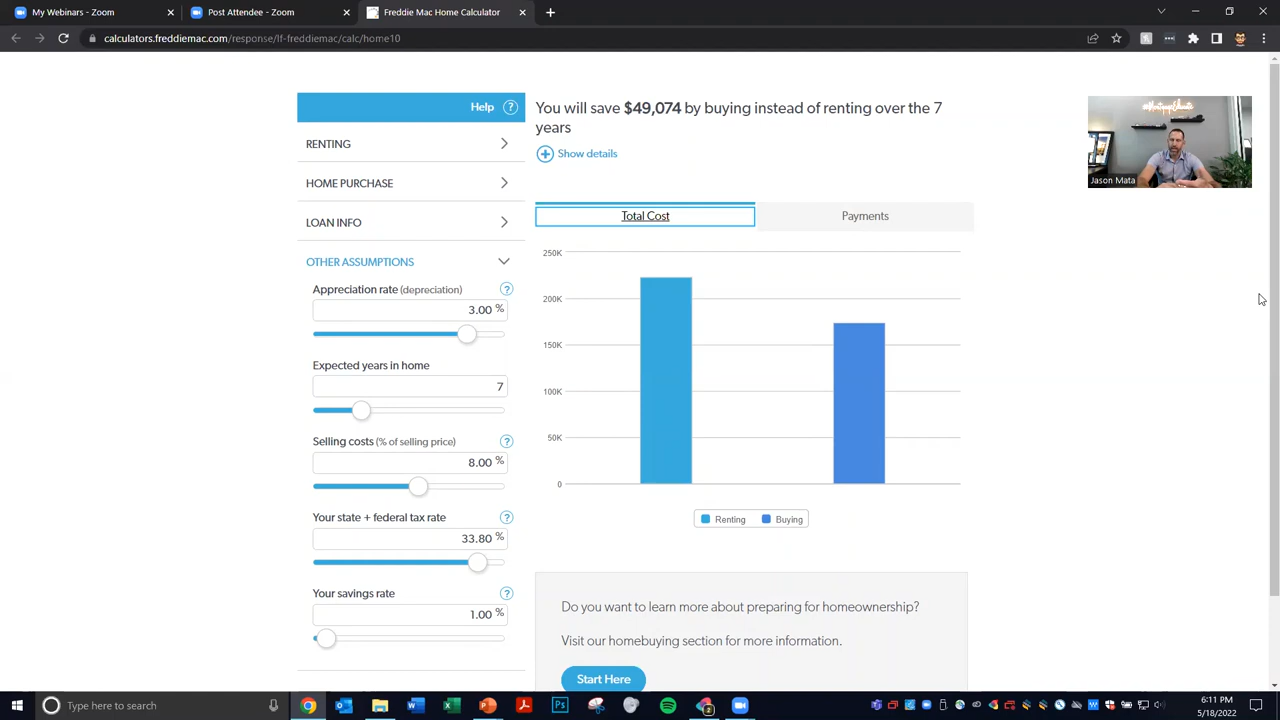 My Webinars - Zoom
Post Attendee - Zoom
Freddie Mac Home Calculator
calculators.freddiemac.com/response/lf-freddiemac/calc/home10
Help ?
RENTING
HOME PURCHASE
LOAN INFO
OTHER ASSUMPTIONS
Appreciation rate (depreciation) ?
3.00 %
Expected years in home
7
Selling costs (% of selling price) ?
8.00 %
Your state + federal tax rate ?
33.80 %
Your savings rate ?
1.00 %
You will save $49,074 by buying instead of renting over the 7
years
Show details
Total Cost
Payments
250K
200K
150K
100K
50K
0
Renting
Buying
Do you want to learn more about preparing for homeownership?
Visit our homebuying section for more information.
Start Here
Jason Mata
Type here to search
6:11 PM
5/18/2022